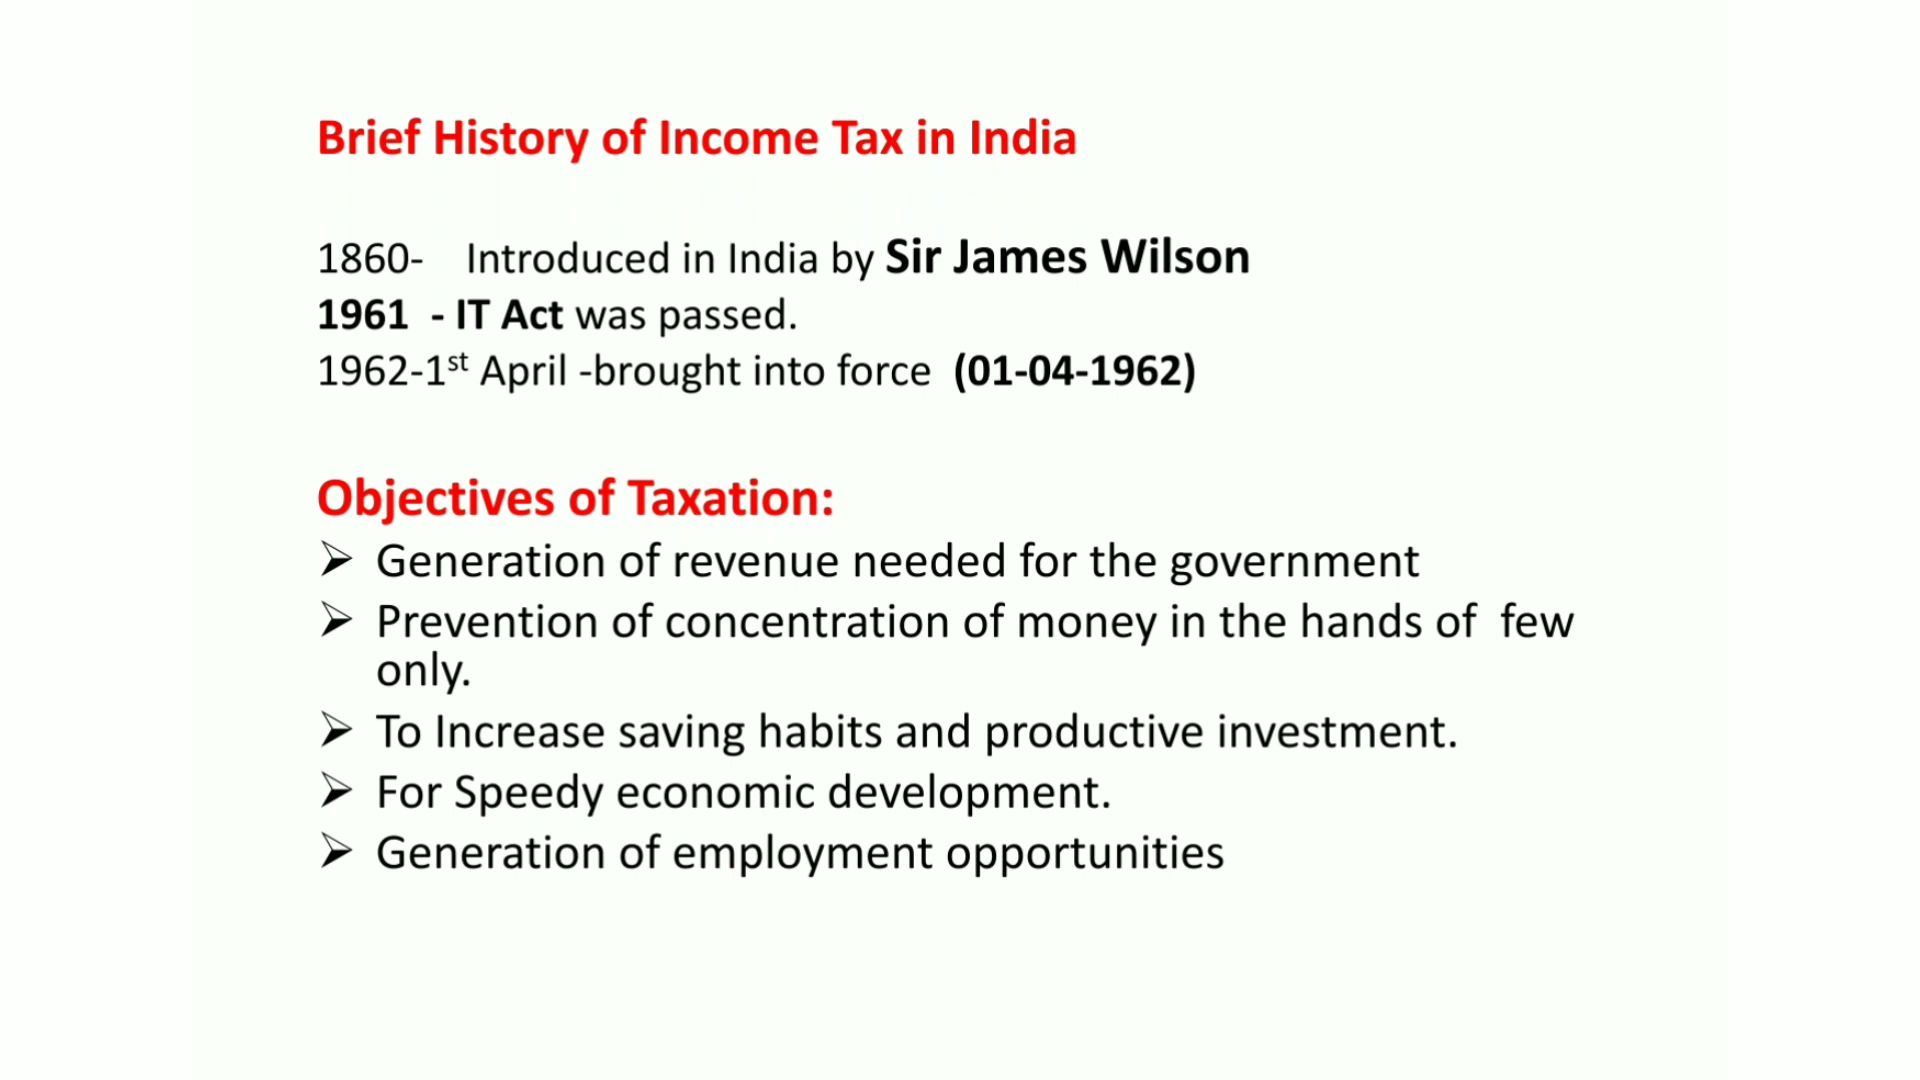 Brief History of Income Tax in India
1860- Introduced in India by Sir James Wilson
1961 - IT Act was passed.
1962-1st April -brought into force (01-04-1962)
Objectives of Taxation:
➢ Generation of revenue needed for the government
➢ Prevention of concentration of money in the hands of few
only.
➢ To Increase saving habits and productive investment.
➢ For Speedy economic development.
➢ Generation of employment opportunities